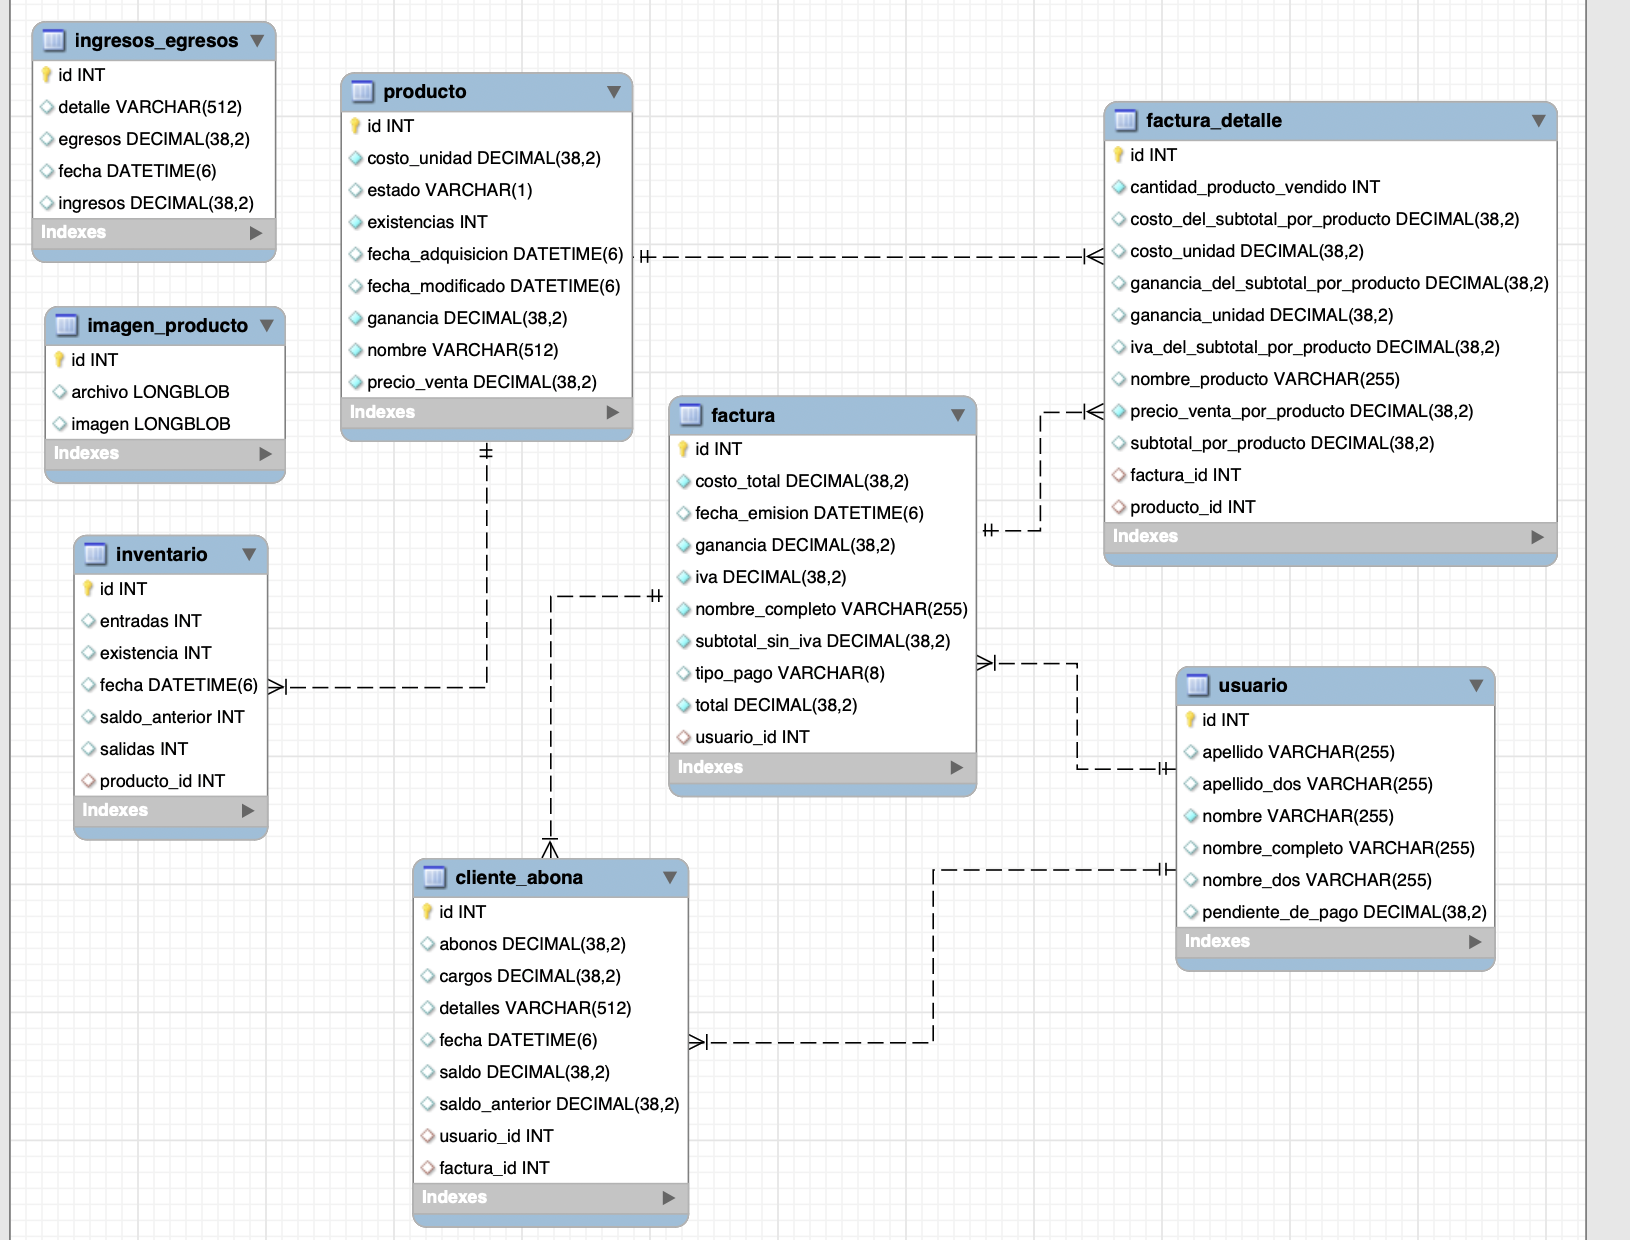 ingresos_egresos
id INT
detalle VARCHAR(512)
egresos DECIMAL(38,2)
fecha DATETIME(6)
ingresos DECIMAL(38,2)
Indexes
imagen_producto
id INT
archivo LONGBLOB
imagen LONGBLOB
Indexes
inventario
id INT
entradas INT
existencia INT
fecha DATETIME(6)
saldo_anterior INT
salidas INT
producto_id INT
Indexes
producto
id INT
costo_unidad DECIMAL(38,2)
estado VARCHAR(1)
existencias INT
fecha_adquisicion DATETIME(6)
fecha_modificado DATETIME(6)
ganancia DECIMAL(38,2)
nombre VARCHAR(512)
precio_venta DECIMAL(38,2)
Indexes
factura
id INT
costo_total DECIMAL(38,2)
fecha_emision DATETIME(6)
ganancia DECIMAL(38,2)
iva DECIMAL(38,2)
nombre_completo VARCHAR(255)
subtotal_sin_iva DECIMAL(38,2)
tipo_pago VARCHAR(8)
total DECIMAL(38,2)
usuario_id INT
Indexes
cliente_abona
id INT
abonos DECIMAL(38,2)
cargos DECIMAL(38,2)
detalles VARCHAR(512)
fecha DATETIME(6)
saldo DECIMAL(38,2)
saldo_anterior DECIMAL(38,2)
usuario_id INT
factura_id INT
Indexes
factura_detalle
id INT
cantidad_producto_vendido INT
costo_del_subtotal_por_producto DECIMAL(38,2)
costo_unidad DECIMAL(38,2)
ganancia_del_subtotal_por_producto DECIMAL(38,2)
ganancia_unidad DECIMAL(38,2)
iva_del_subtotal_por_producto DECIMAL(38,2)
nombre_producto VARCHAR(255)
precio_venta_por_producto DECIMAL(38,2)
subtotal_por_producto DECIMAL(38,2)
factura_id INT
producto_id INT
Indexes
usuario
id INT
apellido VARCHAR(255)
apellido_dos VARCHAR(255)
nombre VARCHAR(255)
nombre_completo VARCHAR(255)
nombre_dos VARCHAR(255)
pendiente_de_pago DECIMAL(38,2)
Indexes